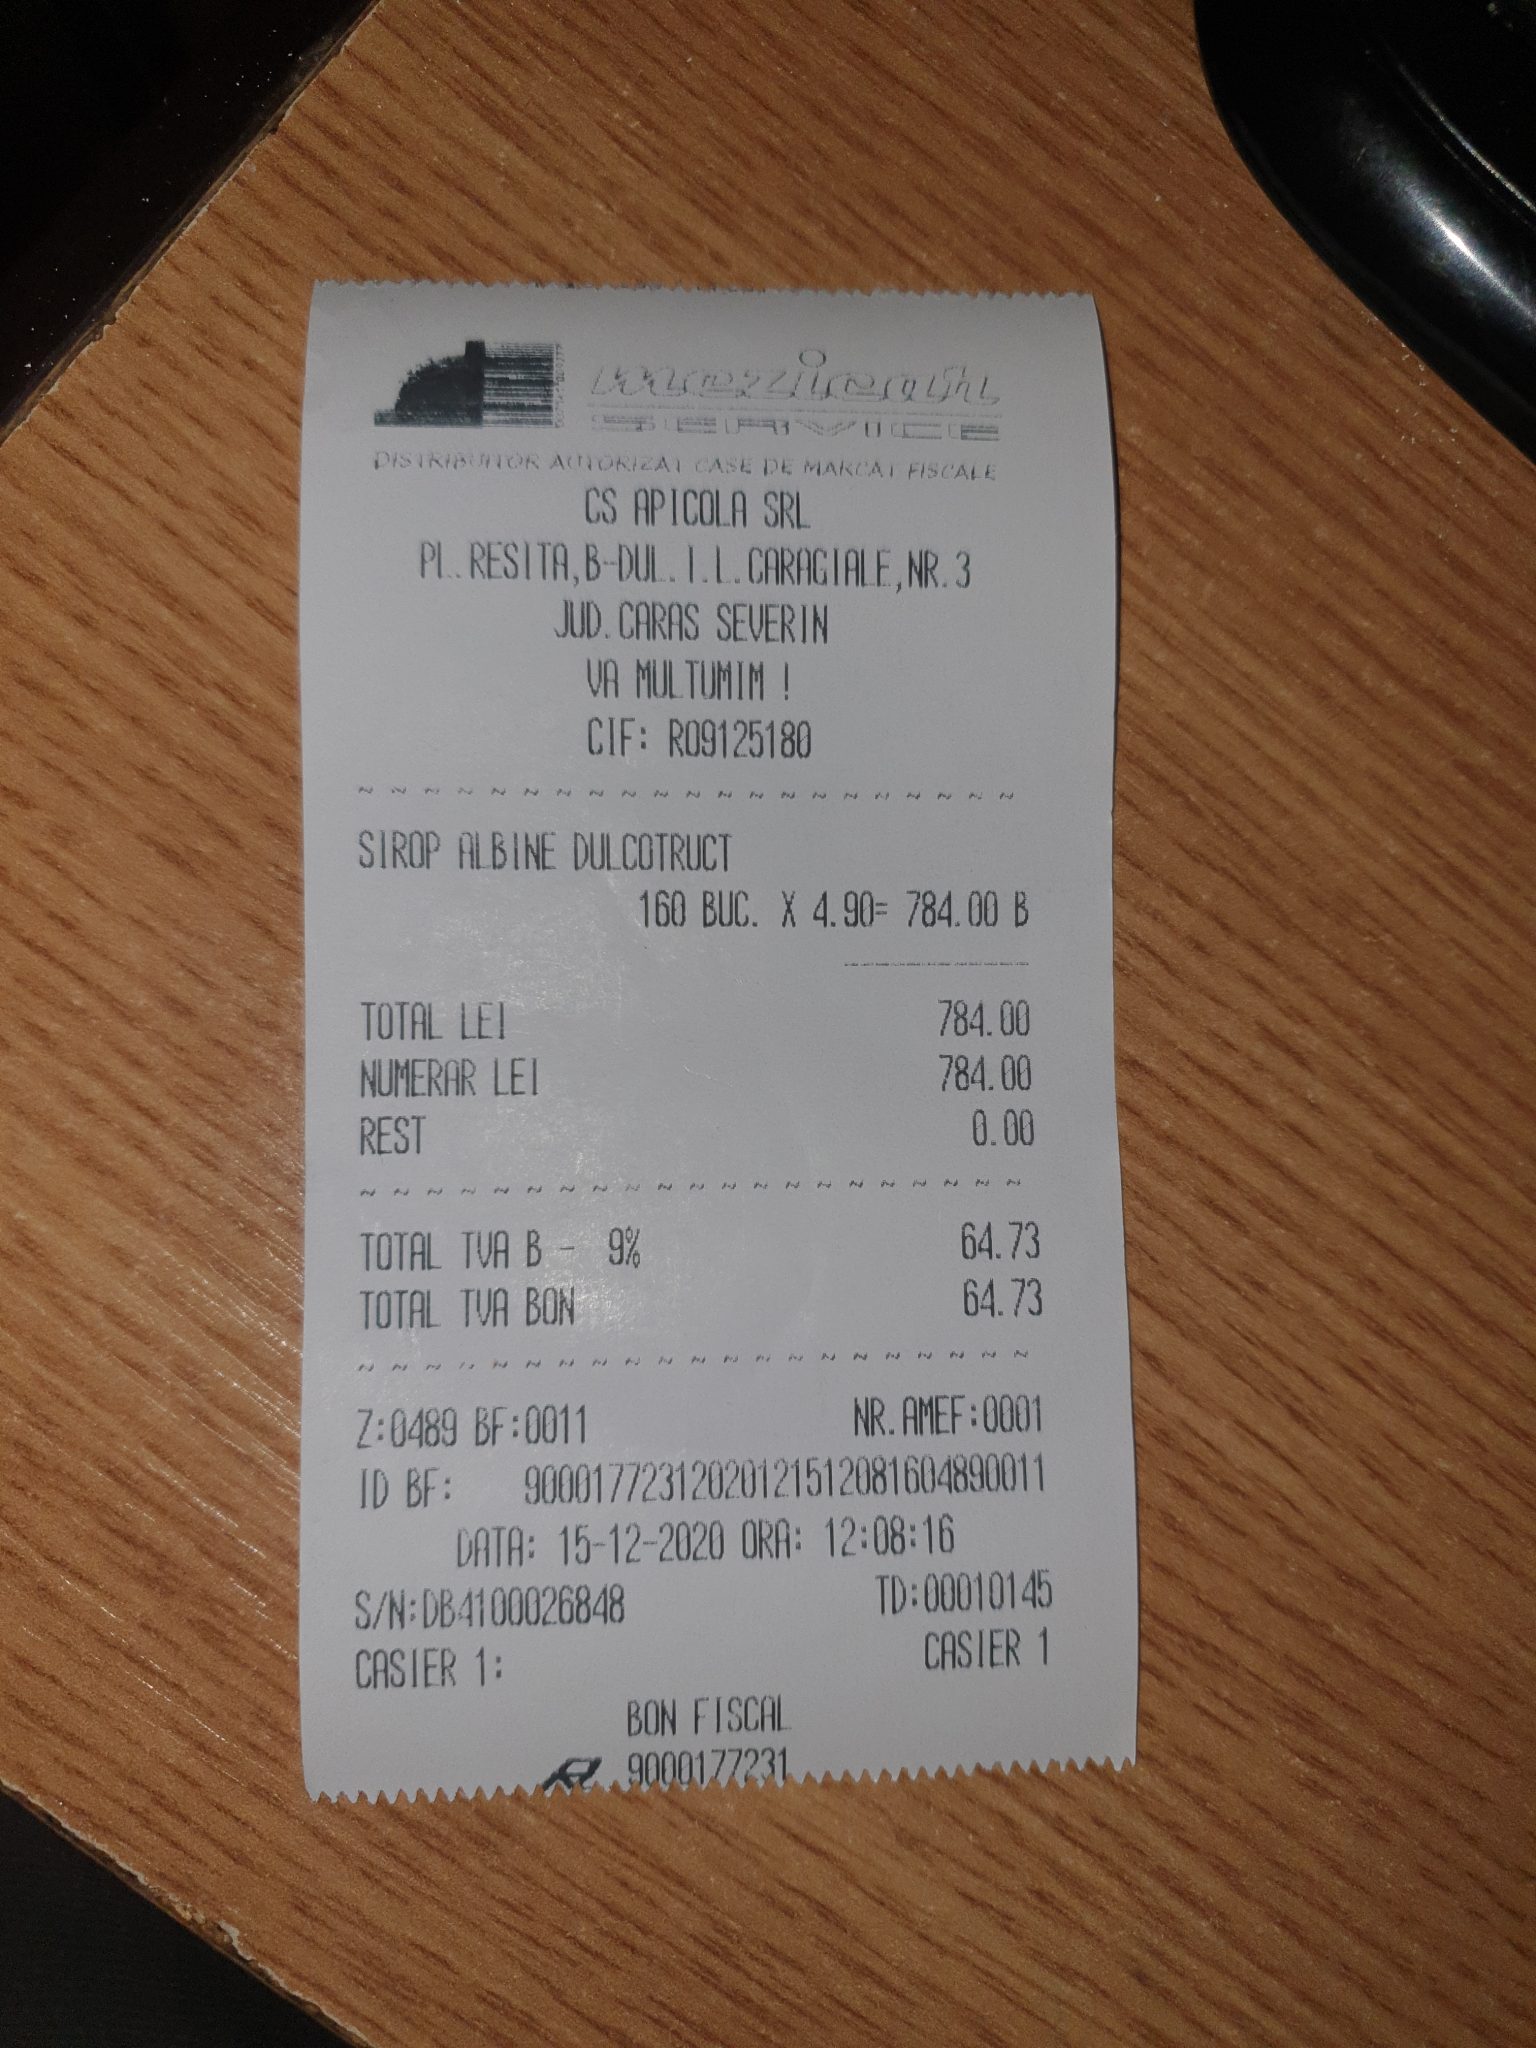 SERVICE
DISTRIBUITOR AUTORIZAT CASE DE MARCAT FISCALE
CS APICOLA SRL
PL.RESITA,B-DUL.I.L.CARAGIALE,NR.3
JUD.CARAS SEVERIN
VA MULTUMIM !
CIF: RO9125180
~ ~ ~ ~ ~ ~ ~ ~ ~ ~ ~ ~ ~ ~ ~ ~ ~ ~ ~ ~ ~
SIROP ALBINE DULCOTRUCT
160 BUC. X 4.90= 784.00 B
-----------
TOTAL LEI 784.00
NUMERAR LEI 784.00
REST 0.00
~ ~ ~ ~ ~ ~ ~ ~ ~ ~ ~ ~ ~ ~ ~ ~ ~ ~ ~ ~ ~
TOTAL TVA B - 9% 64.73
TOTAL TVA BON 64.73
~ ~ ~ ~ ~ ~ ~ ~ ~ ~ ~ ~ ~ ~ ~ ~ ~ ~ ~ ~ ~
Z:0489 BF:0011 NR.AMEF:0001
ID BF: 90001772312020121512081604890011
DATA: 15-12-2020 ORA: 12:08:16
S/N:DB4100026848 TD:00010145
CASIER 1: CASIER 1
BON FISCAL
9000177231